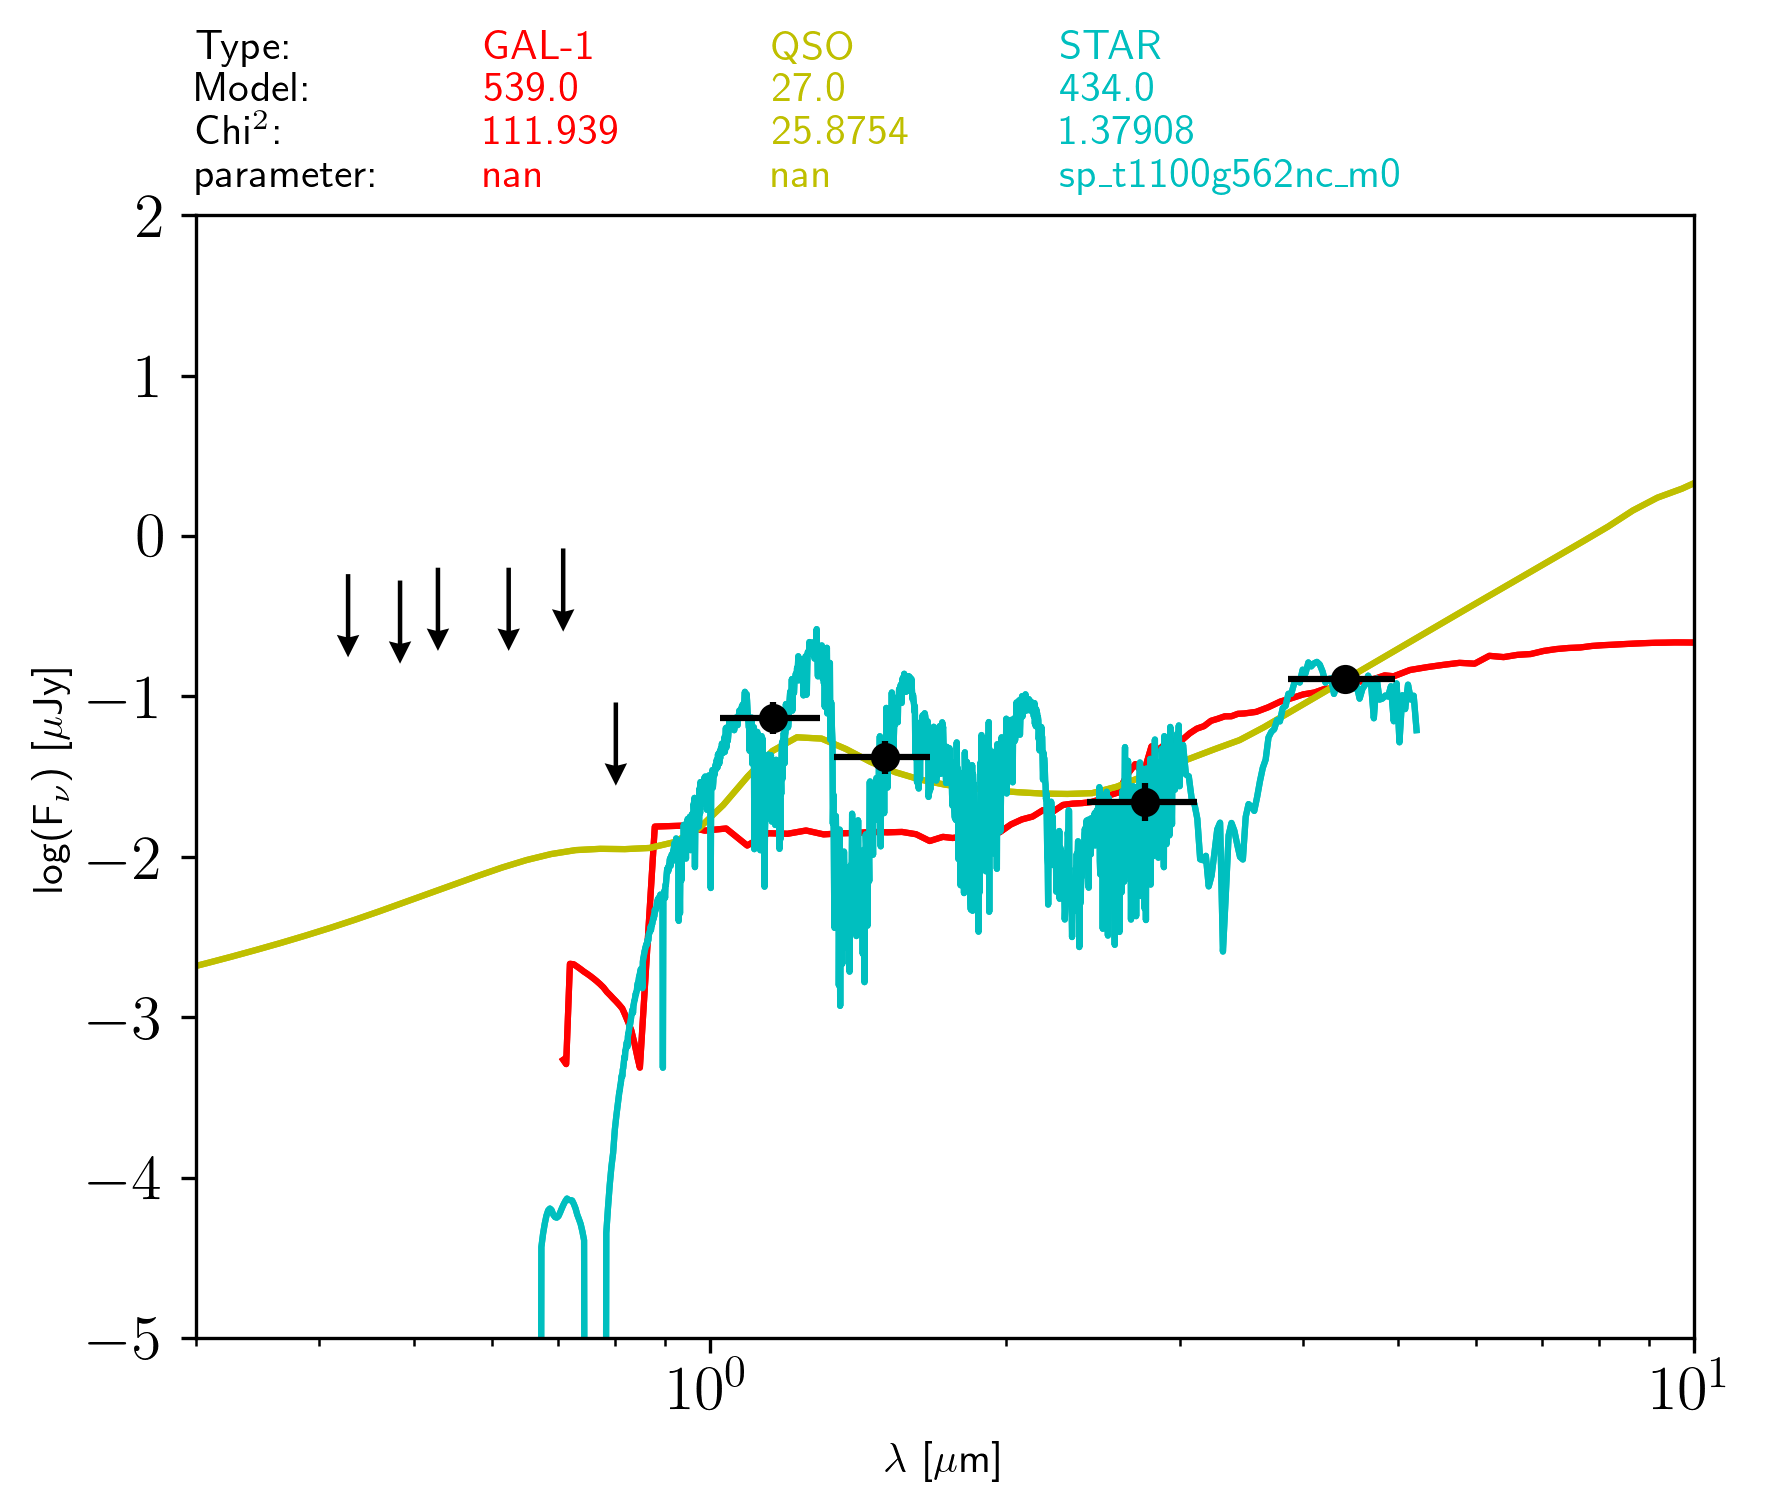 Type: GAL-1 QSO STAR
Model: 539.0 27.0 434.0
Chi²: 111.939 25.8754 1.37908
parameter: nan nan sp_t1100g562nc_m0
2
1
0
−1
−2
−3
−4
−5
log(Fν) [μJy]
10⁰ 10¹
λ [μm]